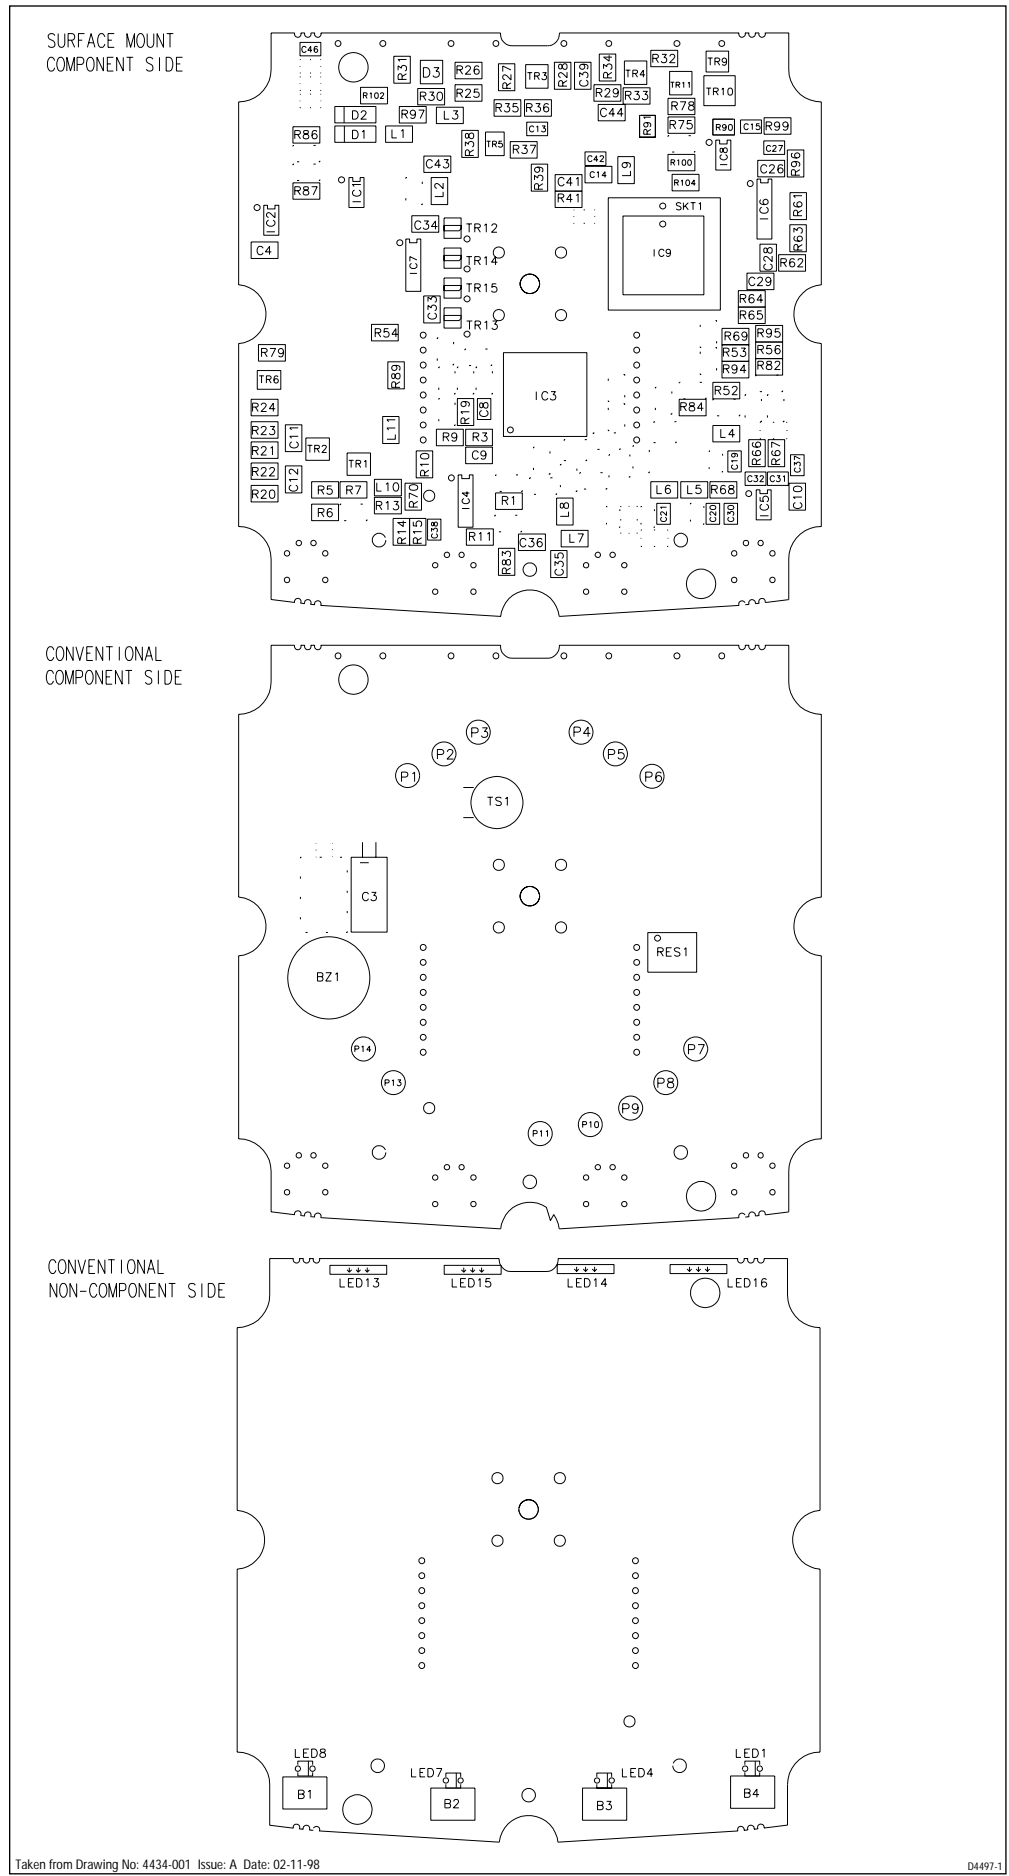 SURFACE MOUNT
COMPONENT SIDE
C46
R31
D3
R26
R27
TR3
R28
C39
R34
TR4
R32
TR9
TR11
TR10
R102
R30
R25
R29
R33
R78
D2
R97
L3
R35
R36
C44
R91
R75
R90
C15
R99
R86
D1
L1
R38
TR5
C13
R37
C42
C14
L9
R100
IC8
C27
C26
R96
C43
R39
C41
R104
R87
IC1
L2
R41
SKT1
IC6
R61
IC2
C34
TR12
R63
C4
IC7
TR14
IC9
C28
R62
C29
TR15
R64
C33
R65
TR13
R54
R69
R95
R79
R53
R56
R94
R82
TR6
R89
IC3
R52
R24
R19
C8
R84
R23
C11
L11
R9
R3
L4
R21
TR2
C9
R66
R67
R22
TR1
R10
C19
C37
C12
C32
C31
R20
R5
R7
L10
R70
IC4
R1
L6
L5
R68
IC5
C10
R6
R13
L8
C21
C20
C30
R14
R15
C38
R11
C36
L7
R83
C35
CONVENTIONAL
COMPONENT SIDE
P3
P4
P2
P5
P1
P6
TS1
C3
RES1
BZ1
P14
P7
P13
P8
P9
P10
P11
CONVENTIONAL
NON-COMPONENT SIDE
LED13
LED15
LED14
LED16
LED8
LED7
LED4
LED1
B1
B2
B3
B4
Taken from Drawing No: 4434-001 Issue: A Date: 02-11-98
D4497-1